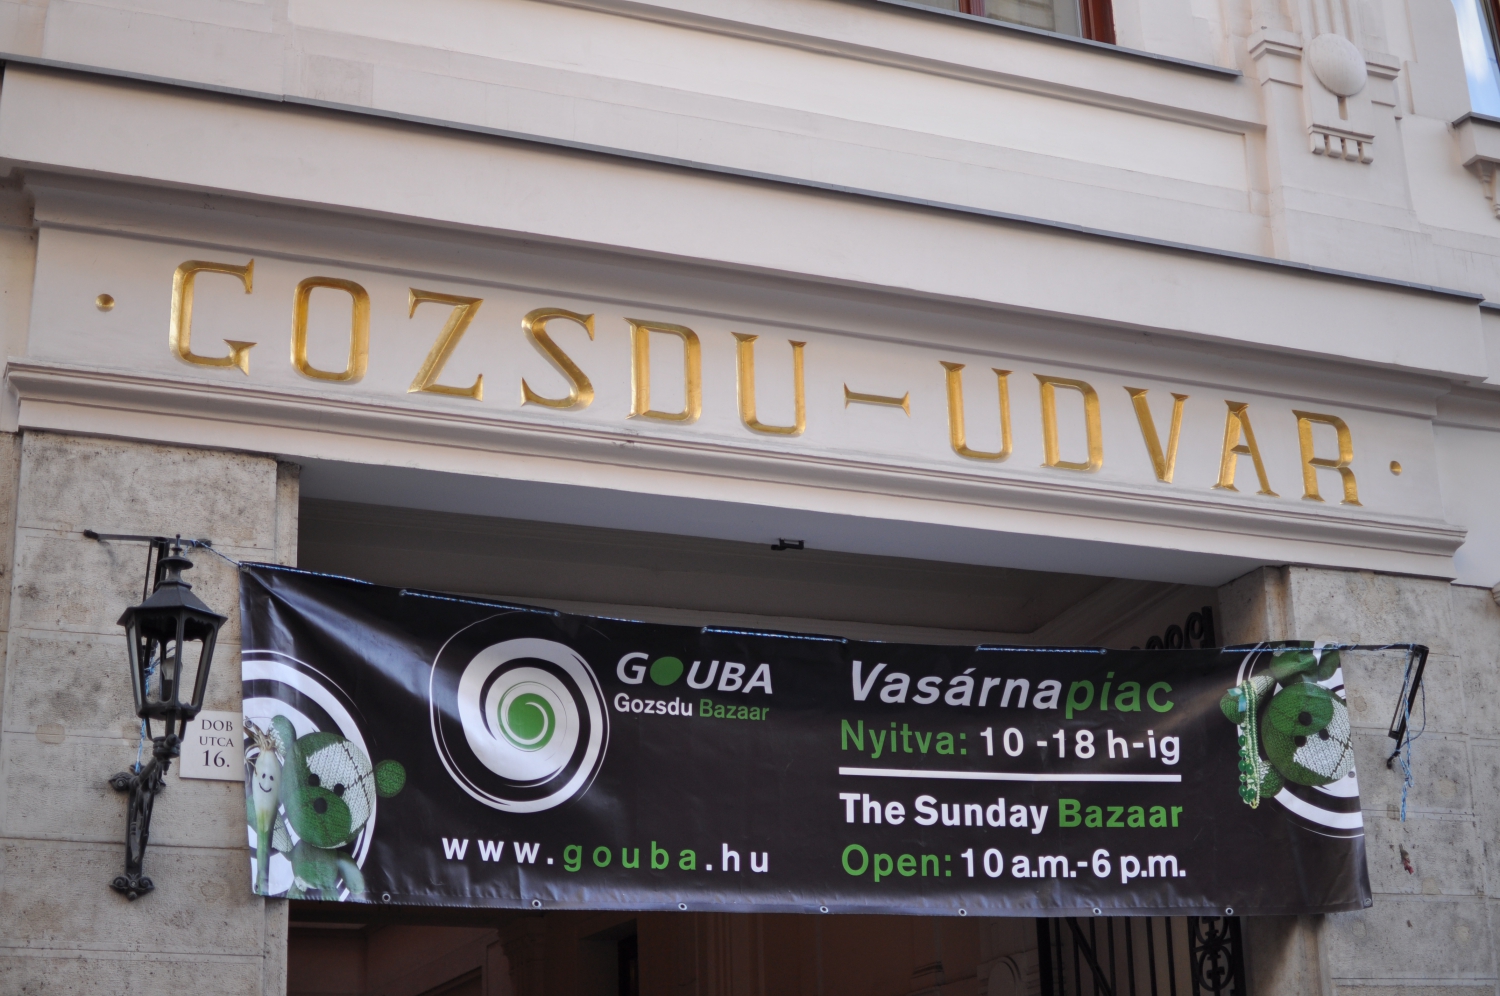 GOZSDU – UDVAR
DOB
UTCA
16.
GOUBA
Gozsdu Bazaar
www.gouba.hu
Vasárnapiac
Nyitva: 10 -18 h-ig
The Sunday Bazaar
Open: 10 a.m.-6 p.m.